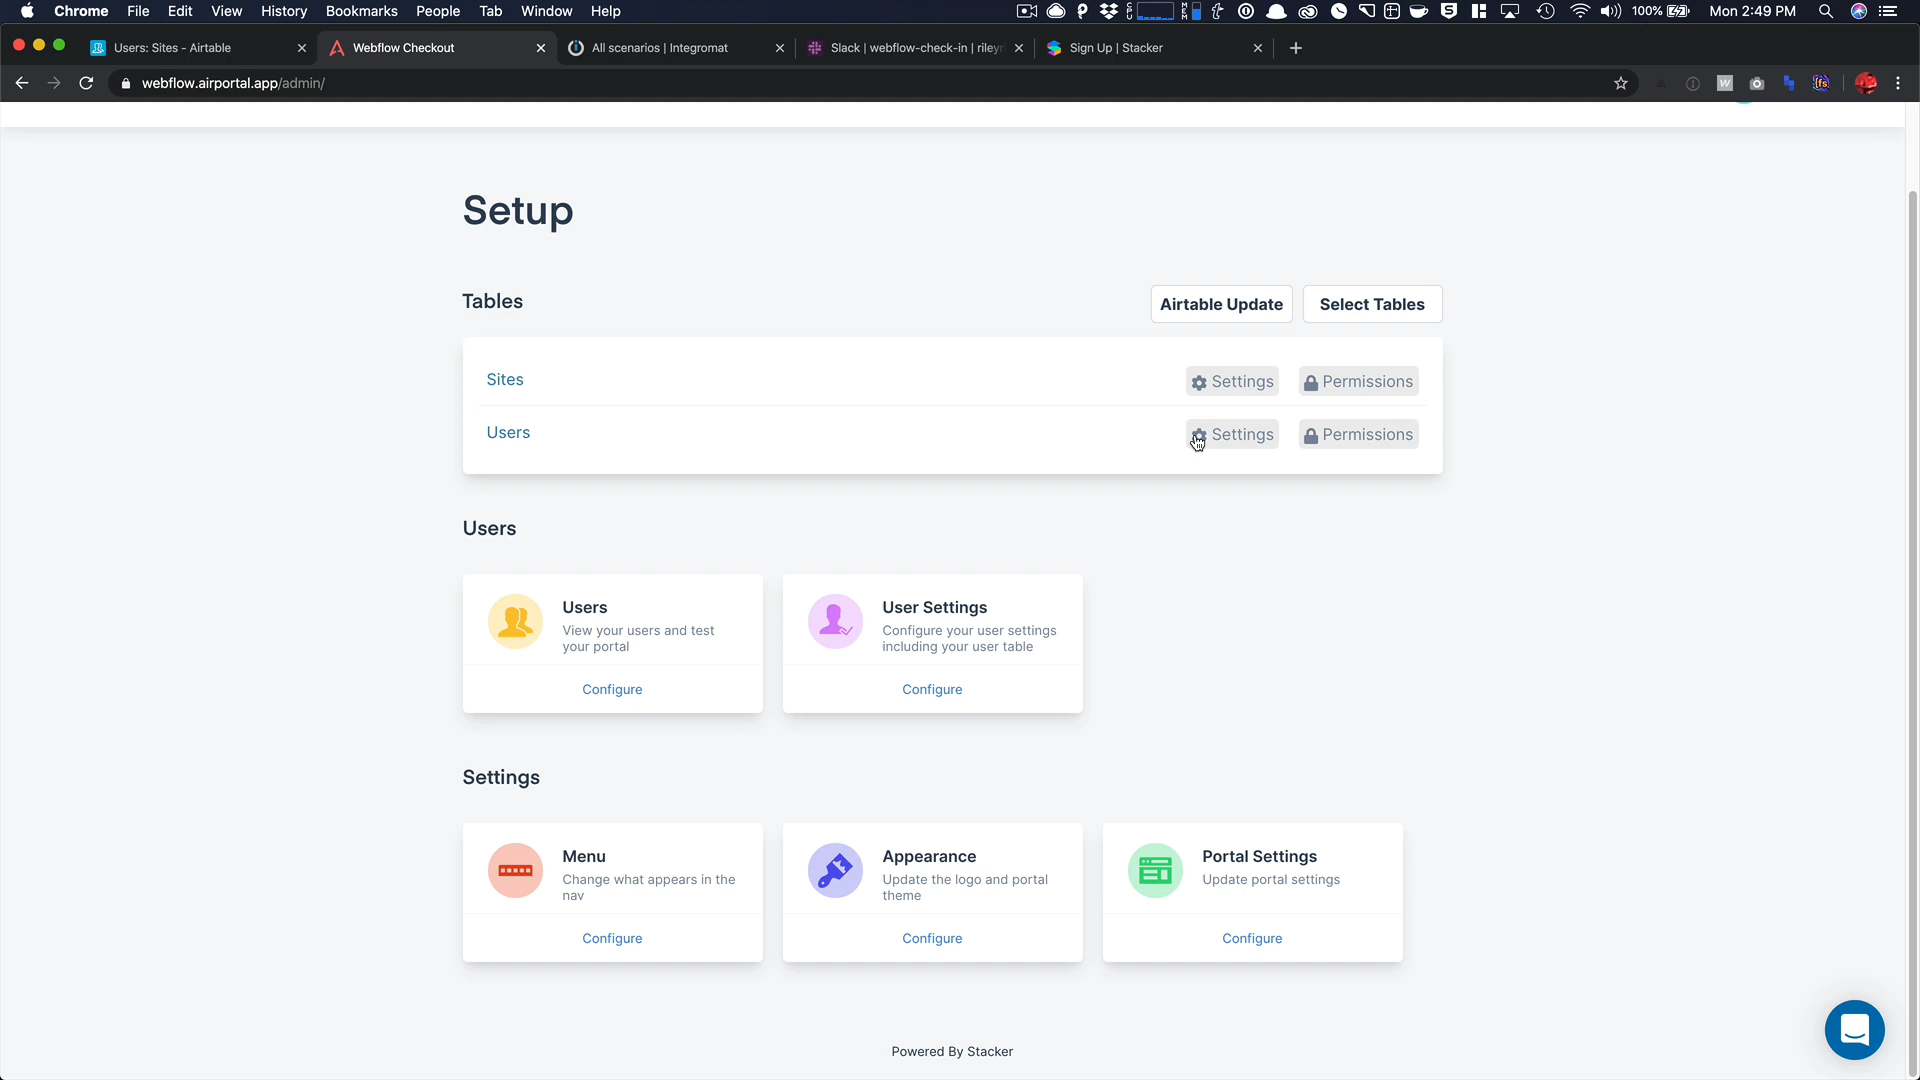 Chrome File Edit View History Bookmarks People Tab Window Help
100% Mon 2:49 PM
Users: Sites - Airtable
Webflow Checkout
All scenarios | Integromat
Slack | webflow-check-in |
Sign Up | Stacker
webflow.airportal.app/admin/
Setup
Tables
Airtable Update
Select Tables
Sites
Settings
Permissions
Users
Settings
Permissions
Users
Users
View your users and test
your portal
Configure
User Settings
Configure your user settings
including your user table
Configure
Settings
Menu
Change what appears in the
nav
Configure
Appearance
Update the logo and portal
theme
Configure
Portal Settings
Update portal settings
Configure
Powered By Stacker